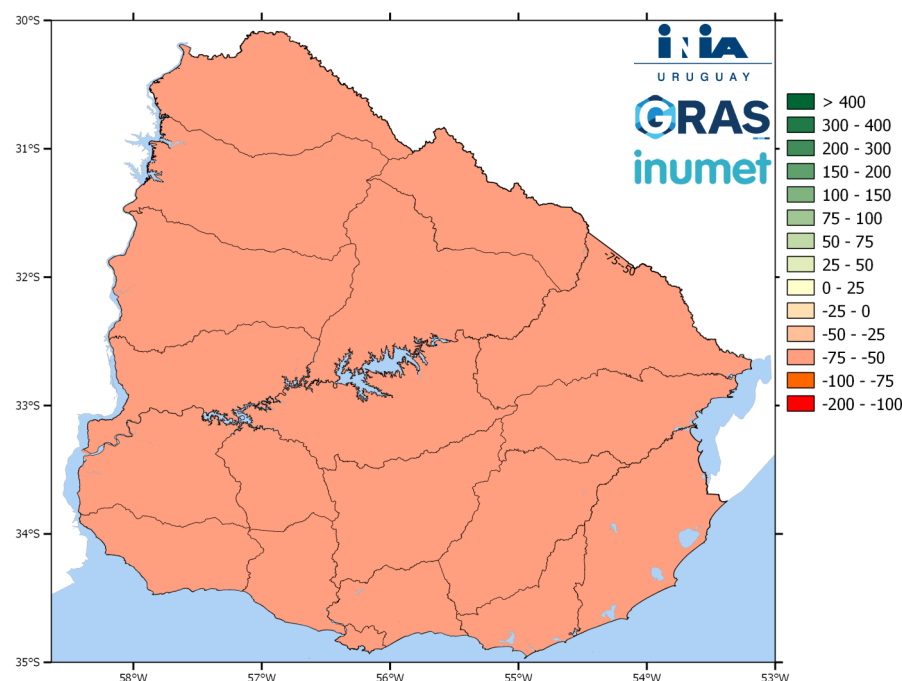 30°S
31°S
32°S
33°S
34°S
35°S
58°W
57°W
56°W
55°W
54°W
53°W
-75-50
iNiA
URUGUAY
GRAS
inumet
> 400
300 - 400
200 - 300
150 - 200
100 - 150
75 - 100
50 - 75
25 - 50
0 - 25
-25 - 0
-50 - -25
-75 - -50
-100 - -75
-200 - -100